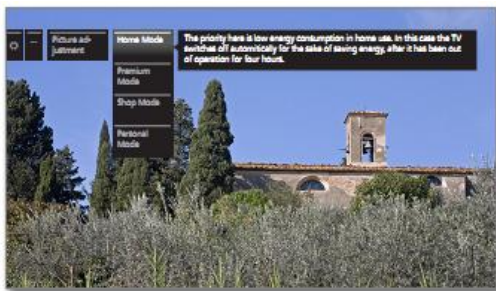 Picture ad-
justment
Home Mode
The priority here is low energy consumption in home use. In this case the TV
switches off automitically for the sake of saving energy, after it has been out
of operation for four hours.
Premium
Mode
Shop Mode
Personal
Mode